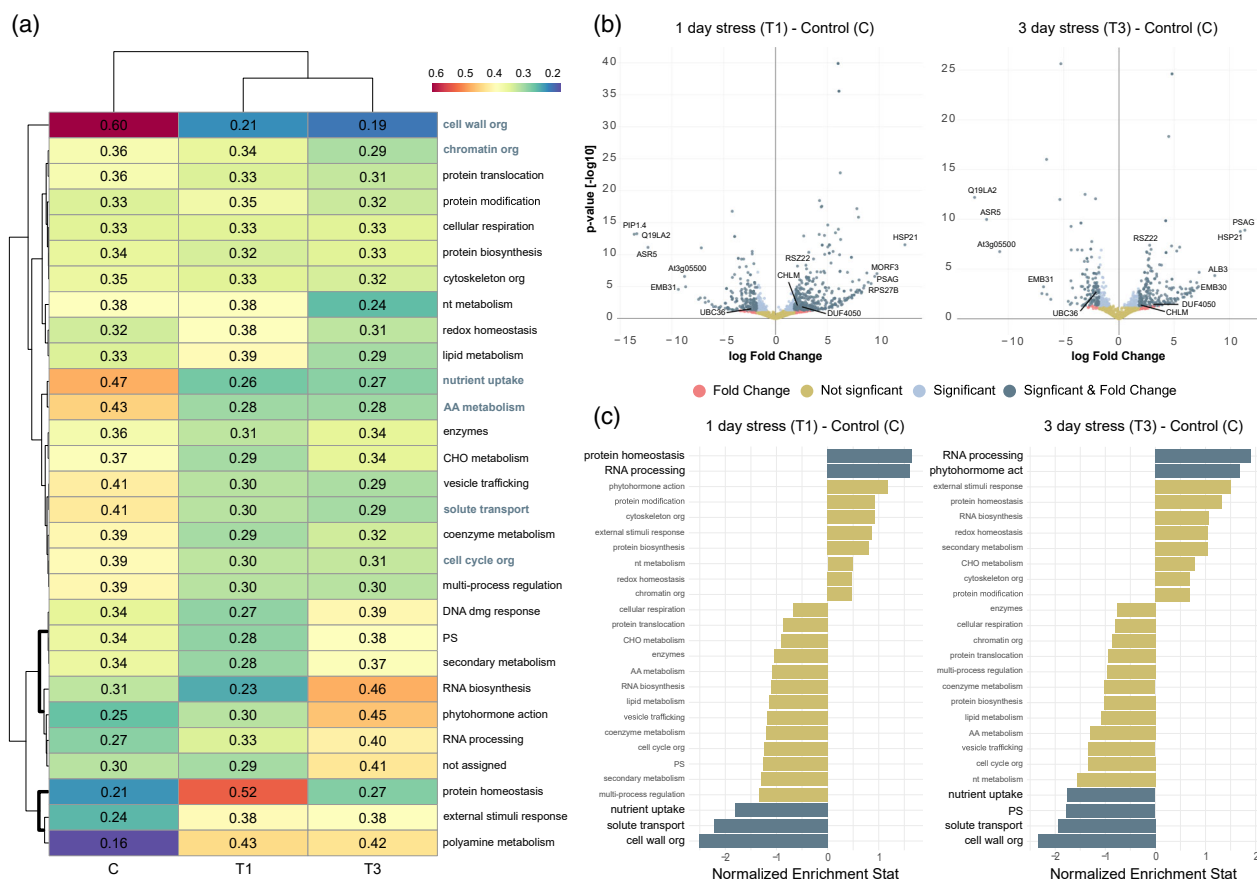 (a)
0.6 0.5 0.4 0.3 0.2
0.60 0.21 0.19 cell wall org
0.36 0.34 0.29 chromatin org
0.36 0.33 0.31 protein translocation
0.33 0.35 0.32 protein modification
0.33 0.33 0.33 cellular respiration
0.34 0.32 0.33 protein biosynthesis
0.35 0.33 0.32 cytoskeleton org
0.38 0.38 0.24 nt metabolism
0.32 0.38 0.31 redox homeostasis
0.33 0.39 0.29 lipid metabolism
0.47 0.26 0.27 nutrient uptake
0.43 0.28 0.28 AA metabolism
0.36 0.31 0.34 enzymes
0.37 0.29 0.34 CHO metabolism
0.41 0.30 0.29 vesicle trafficking
0.41 0.30 0.29 solute transport
0.39 0.29 0.32 coenzyme metabolism
0.39 0.30 0.31 cell cycle org
0.39 0.30 0.30 multi-process regulation
0.34 0.27 0.39 DNA dmg response
0.34 0.28 0.38 PS
0.34 0.28 0.37 secondary metabolism
0.31 0.23 0.46 RNA biosynthesis
0.25 0.30 0.45 phytohormone action
0.27 0.33 0.40 RNA processing
0.30 0.29 0.41 not assigned
0.21 0.52 0.27 protein homeostasis
0.24 0.38 0.38 external stimuli response
0.16 0.43 0.42 polyamine metabolism
C T1 T3
(b)
1 day stress (T1) - Control (C)
p-value [-log10]
40
35
30
25
20
15
10
5
0
PIP1.4
Q19LA2
ASR5
At3g05500
EMB31
UBC36
RSZ22
CHLM
HSP21
MORF3
PSAG
RPS27B
DUF4050
−15 −10 −5 0 5 10
log Fold Change
3 day stress (T3) - Control (C)
25
20
15
10
5
0
Q19LA2
ASR5
At3g05500
EMB31
UBC36
RSZ22
PSAG
HSP21
ALB3
EMB30
DUF4050
CHLM
−10 −5 0 5 10
log Fold Change
Fold Change Not signficant Significant Signficant & Fold Change
(c)
1 day stress (T1) - Control (C)
protein homeostasis
RNA processing
phytohormone action
protein modification
cytoskeleton org
external stimuli response
protein biosynthesis
nt metabolism
redox homeostasis
chromatin org
cellular respiration
protein translocation
CHO metabolism
enzymes
AA metabolism
RNA biosynthesis
lipid metabolism
vesicle trafficking
coenzyme metabolism
cell cycle org
PS
secondary metabolism
multi-process regulation
nutrient uptake
solute transport
cell wall org
-2 -1 0 1
Normalized Enrichment Stat
3 day stress (T3) - Control (C)
RNA processing
phytohormome act
external stimuli response
protein homeostasis
RNA biosynthesis
redox homeostasis
secondary metabolism
CHO metabolism
cytoskeleton org
protein modification
enzymes
cellular respiration
chromatin org
protein translocation
multi-process regulation
coenzyme metabolism
protein biosynthesis
lipid metabolism
AA metabolism
vesicle trafficking
cell cycle org
nt metabolism
nutrient uptake
PS
solute transport
cell wall org
-2 -1 0 1 2
Normalized Enrichment Stat